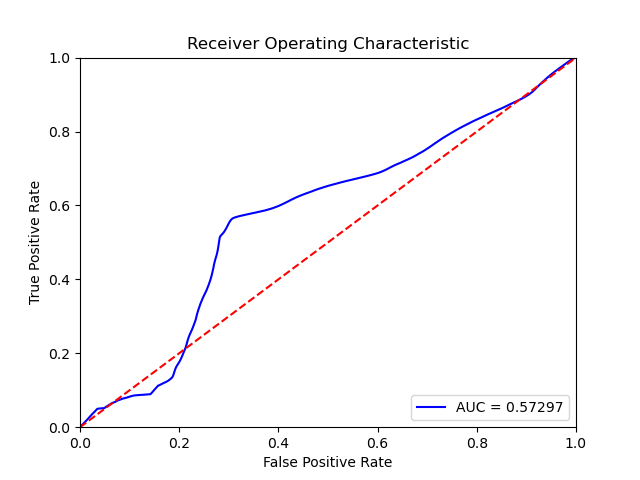 Receiver Operating Characteristic
True Positive Rate
1.0
0.8
0.6
0.4
0.2
0.0
AUC = 0.57297
0.0 0.2 0.4 0.6 0.8 1.0
False Positive Rate